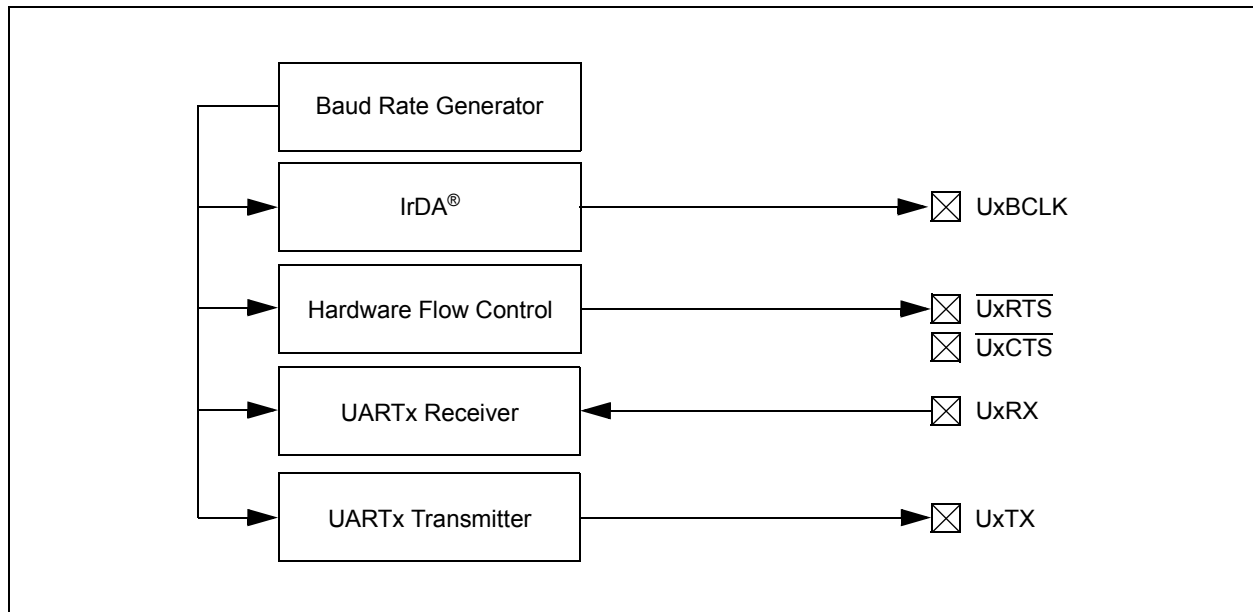 Baud Rate Generator
IrDA®
UxBCLK
Hardware Flow Control
UxRTS
UxCTS
UARTx Receiver
UxRX
UARTx Transmitter
UxTX